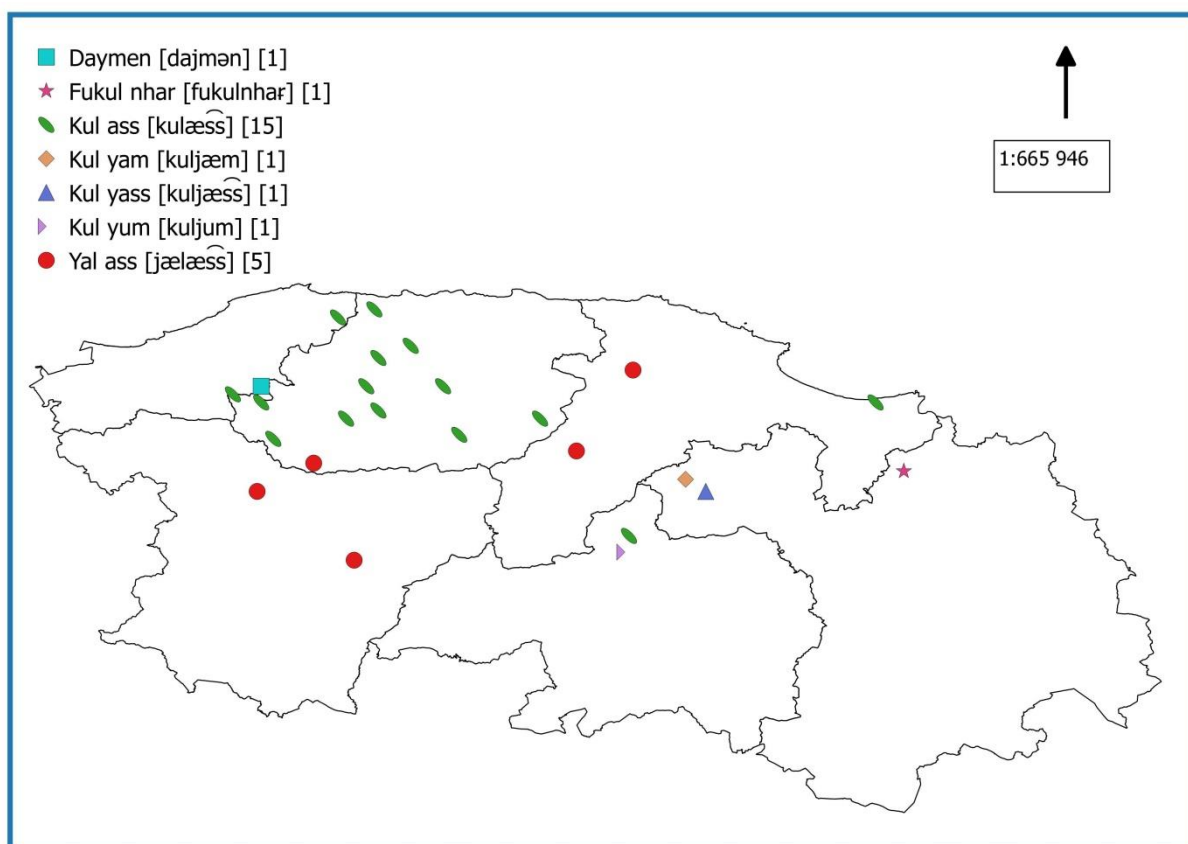 Daymen [dajmən] [1]
Fukul nhar [fukulnhaɍ] [1]
Kul ass [kulæs͡s] [15]
Kul yam [kuljæm] [1]
Kul yass [kuljæs͡s] [1]
Kul yum [kuljum] [1]
Yal ass [jælæs͡s] [5]
1:665 946